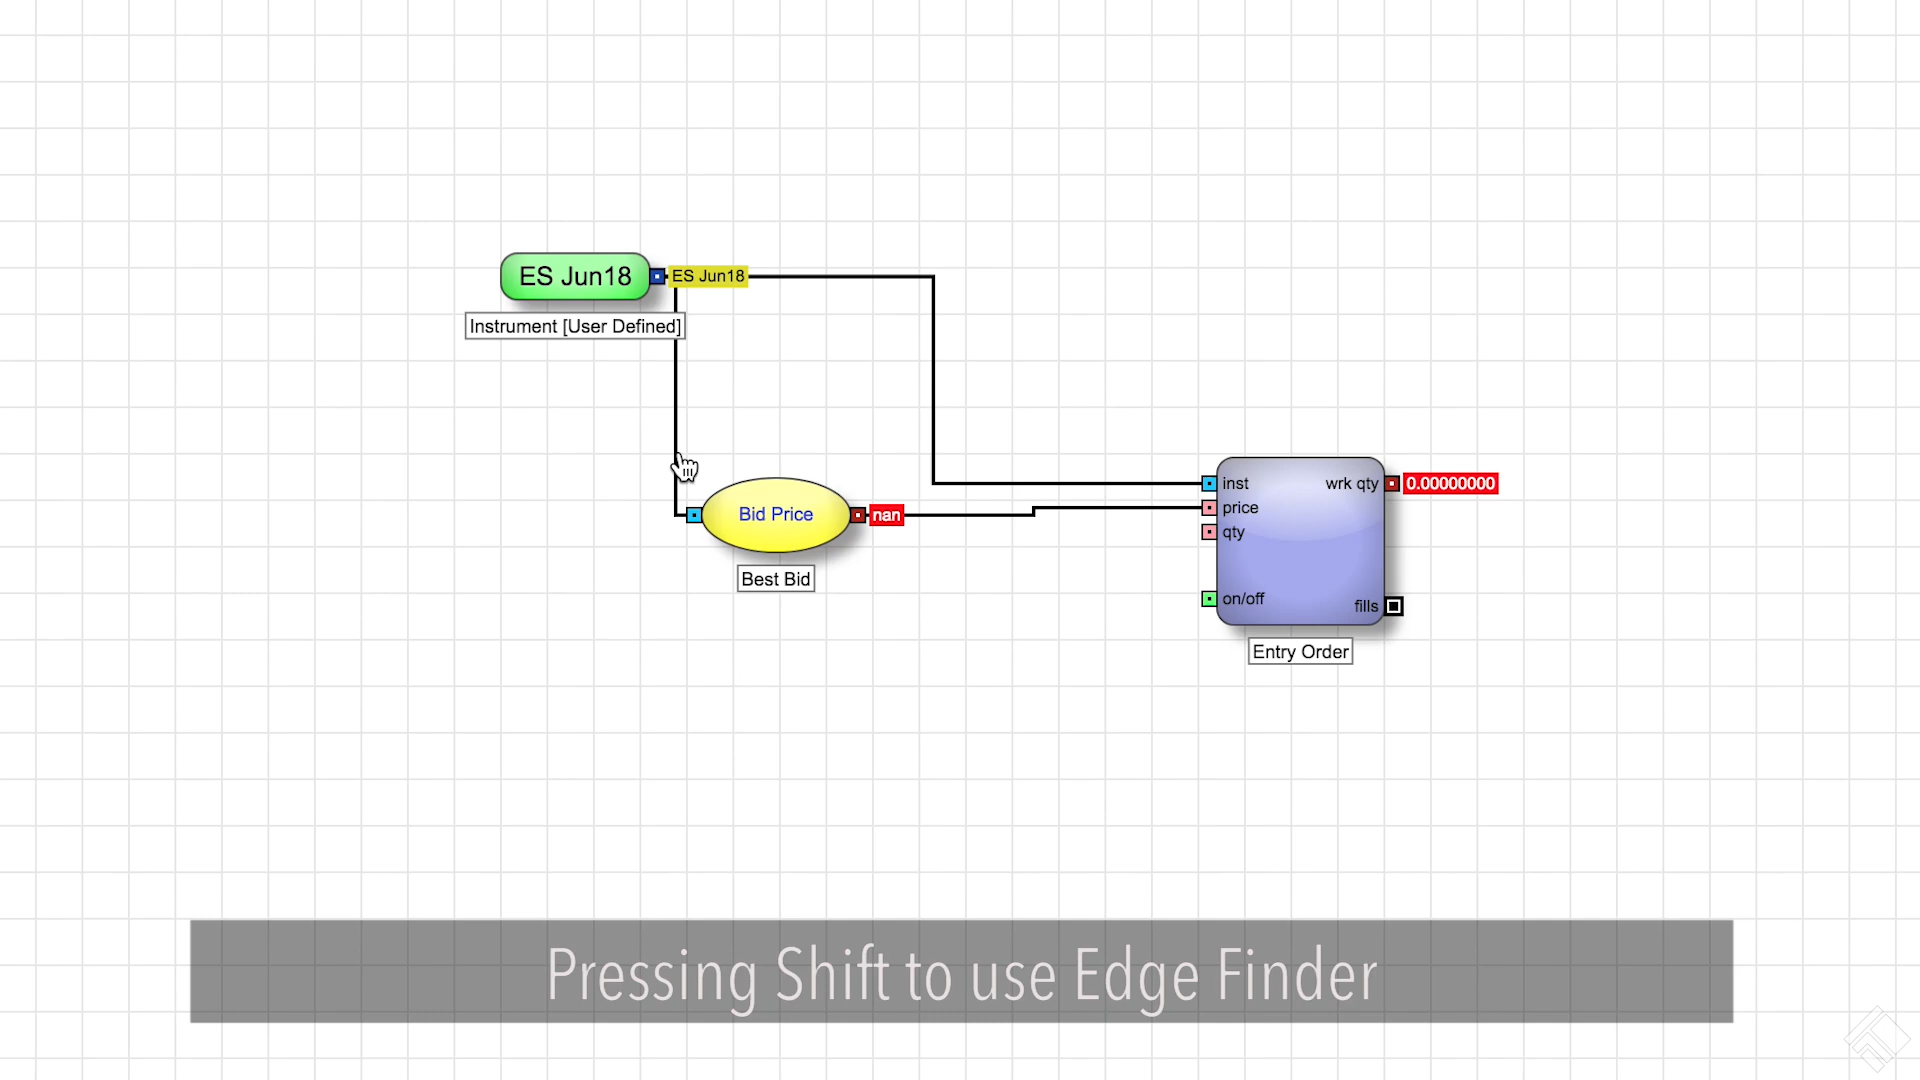 ES Jun18
ES Jun18
Instrument [User Defined]
inst
wrk qty
0.00000000
price
Bid Price
nan
qty
Best Bid
on/off
fills
Entry Order
Pressing Shift to use Edge Finder